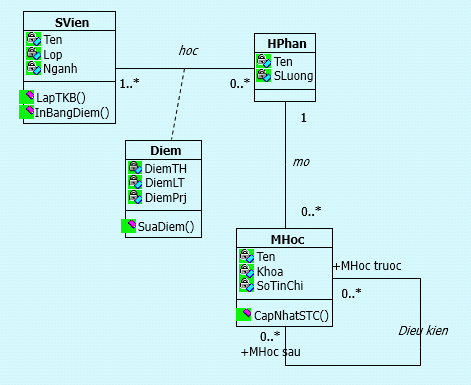 SVien
Ten
Lop
Nganh
LapTKB()
InBangDiem()
hoc
1..*
0..*
HPhan
Ten
SLuong
1
Diem
DiemTH
DiemLT
DiemPrj
SuaDiem()
mo
0..*
MHoc
Ten
Khoa
SoTinChi
CapNhatSTC()
+MHoc truoc
0..*
Dieu kien
0..*
+MHoc sau